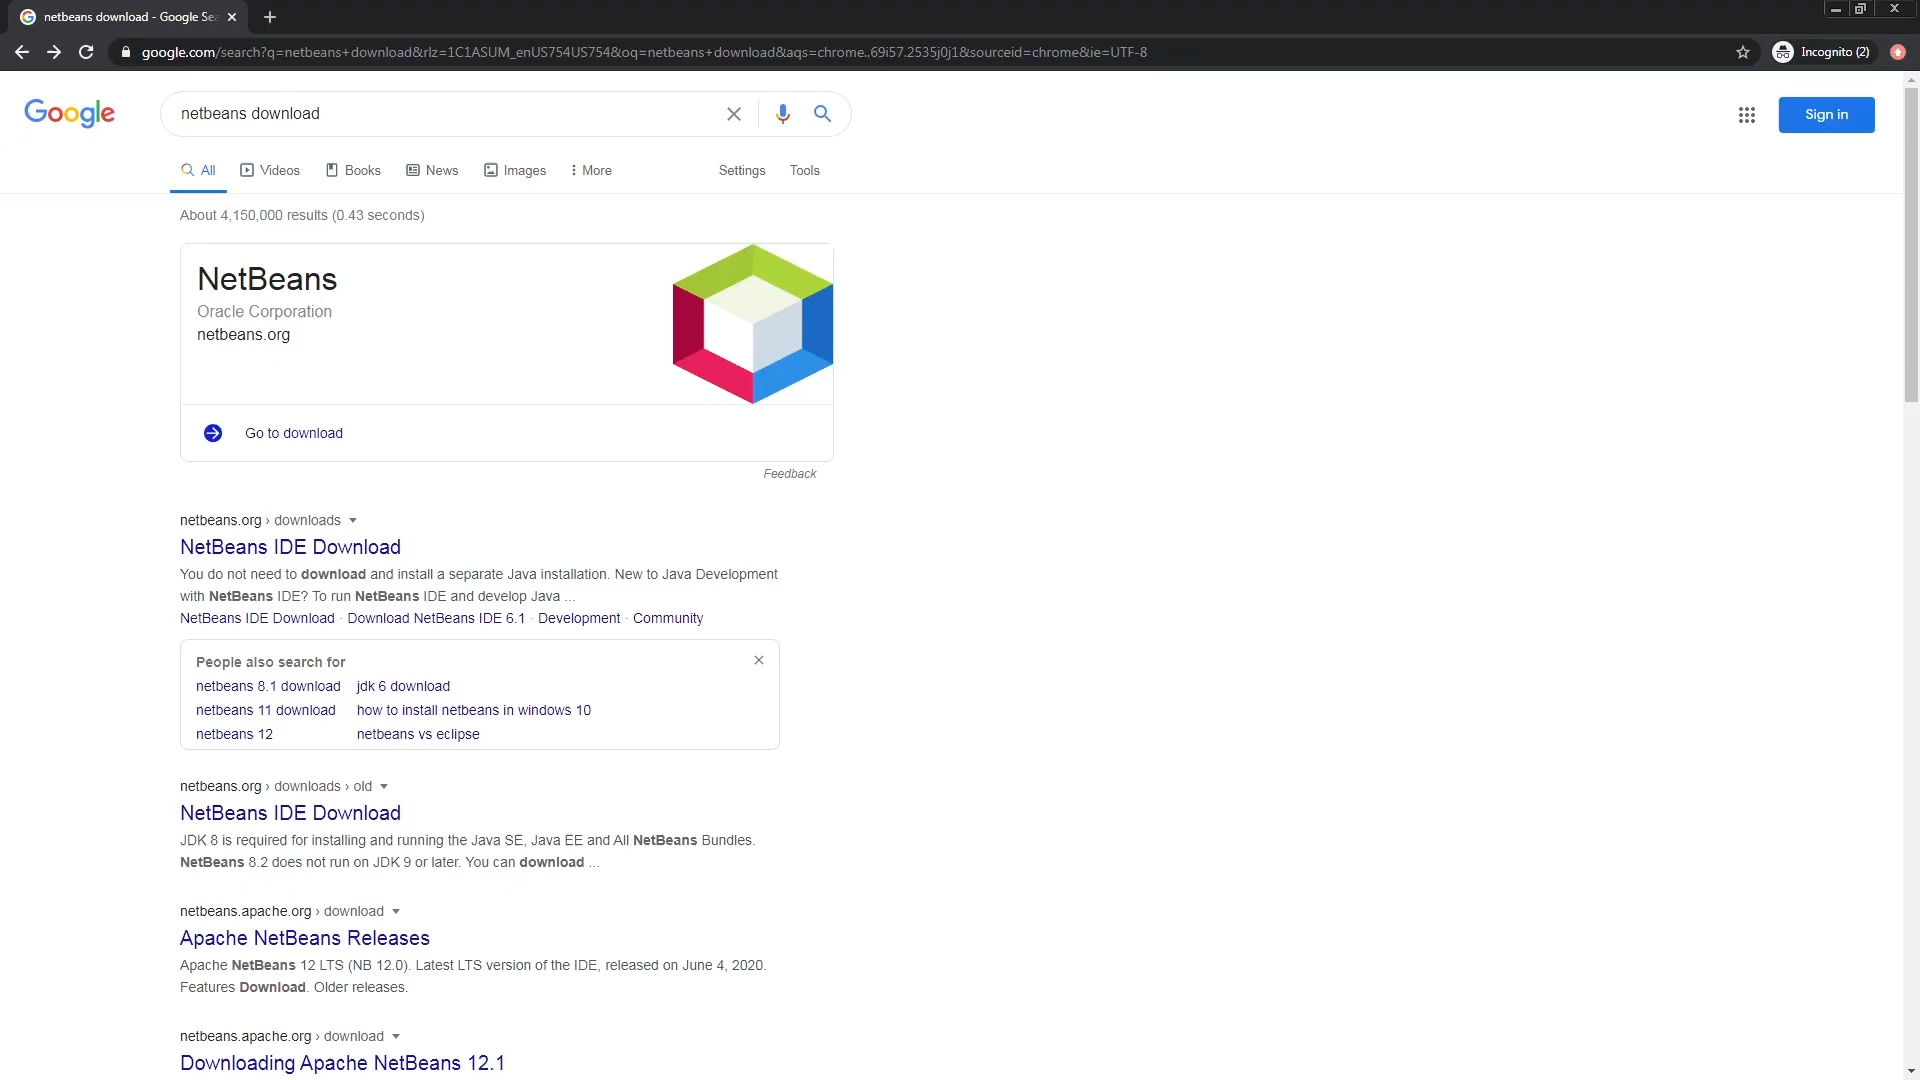 netbeans download - Google Sea
google.com/search?q=netbeans+download&rlz=1C1ASUM_enUS754US754&oq=netbeans+download&aqs=chrome..69i57.2535j0j1&sourceid=chrome&ie=UTF-8
Incognito (2)
Google
netbeans download
Sign in
All Videos Books News Images More Settings Tools
About 4,150,000 results (0.43 seconds)
NetBeans
Oracle Corporation
netbeans.org
Go to download
Feedback
netbeans.org › downloads
NetBeans IDE Download
You do not need to download and install a separate Java installation. New to Java Development
with NetBeans IDE? To run NetBeans IDE and develop Java ...
NetBeans IDE Download · Download NetBeans IDE 6.1 · Development · Community
People also search for
netbeans 8.1 download jdk 6 download
netbeans 11 download how to install netbeans in windows 10
netbeans 12 netbeans vs eclipse
netbeans.org › downloads › old
NetBeans IDE Download
JDK 8 is required for installing and running the Java SE, Java EE and All NetBeans Bundles.
NetBeans 8.2 does not run on JDK 9 or later. You can download ...
netbeans.apache.org › download
Apache NetBeans Releases
Apache NetBeans 12 LTS (NB 12.0). Latest LTS version of the IDE, released on June 4, 2020.
Features Download. Older releases.
netbeans.apache.org › download
Downloading Apache NetBeans 12.1